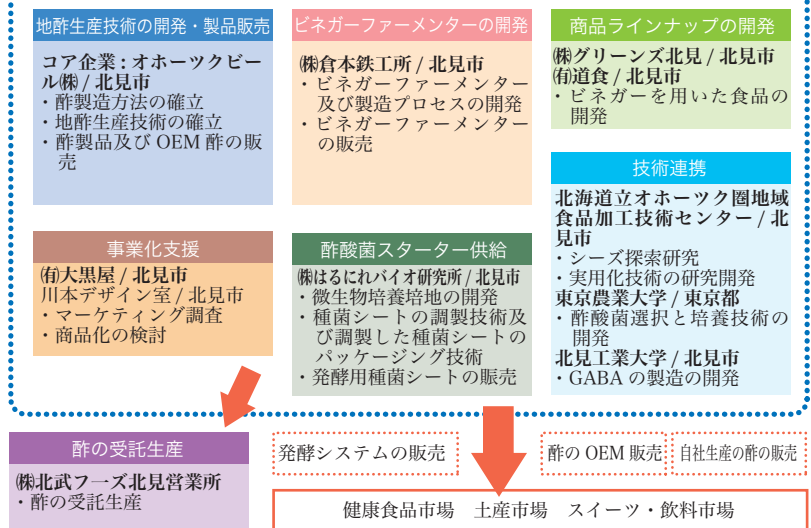 地酢生産技術の開発・製品販売
コア企業：オホーツクビー
ル㈱ / 北見市
・酢製造方法の確立
・地酢生産技術の確立
・酢製品及び OEM 酢の販
売
ビネガーファーメンターの開発
㈱倉本鉄工所 / 北見市
・ビネガーファーメンター
及び製造プロセスの開発
・ビネガーファーメンター
の販売
商品ラインナップの開発
㈱グリーンズ北見 / 北見市
㈲道食 / 北見市
・ビネガーを用いた食品の
開発
事業化支援
㈲大黒屋 / 北見市
川本デザイン室 / 北見市
・マーケティング調査
・商品化の検討
酢酸菌スターター供給
㈱はるにれバイオ研究所 / 北見市
・微生物培養培地の開発
・種菌シートの調製技術及
び調製した種菌シートの
パッケージング技術
・発酵用種菌シートの販売
技術連携
北海道立オホーツク圏地域
食品加工技術センター / 北
見市
・シーズ探索研究
・実用化技術の研究開発
東京農業大学 / 東京都
・酢酸菌選択と培養技術の
開発
北見工業大学 / 北見市
・GABA の製造の開発
酢の受託生産
㈱北武フーズ北見営業所
・酢の受託生産
発酵システムの販売
酢の OEM 販売
自社生産の酢の販売
健康食品市場　土産市場　スイーツ・飲料市場